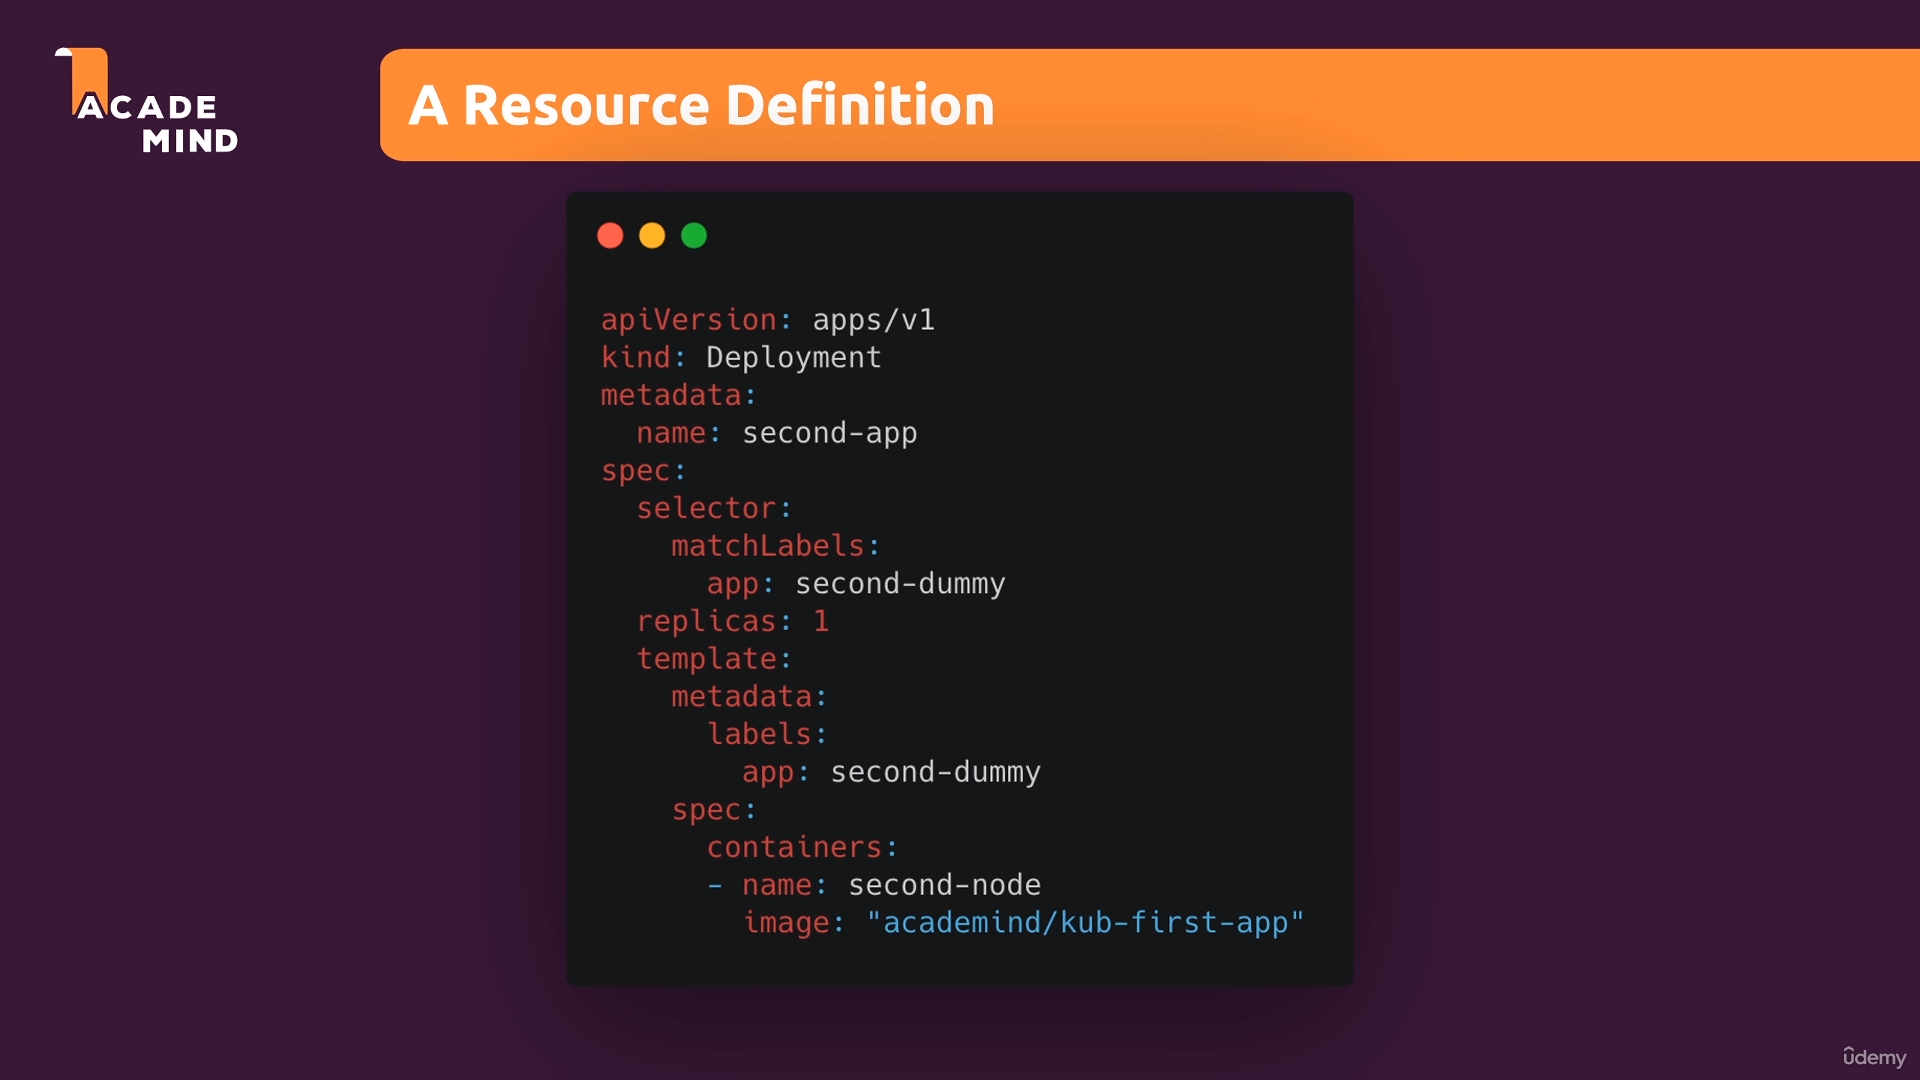 ACADE
MIND
A Resource Definition
apiVersion: apps/v1
kind: Deployment
metadata:
  name: second-app
spec:
  selector:
    matchLabels:
      app: second-dummy
  replicas: 1
  template:
    metadata:
      labels:
        app: second-dummy
    spec:
      containers:
      - name: second-node
        image: "academind/kub-first-app"
udemy